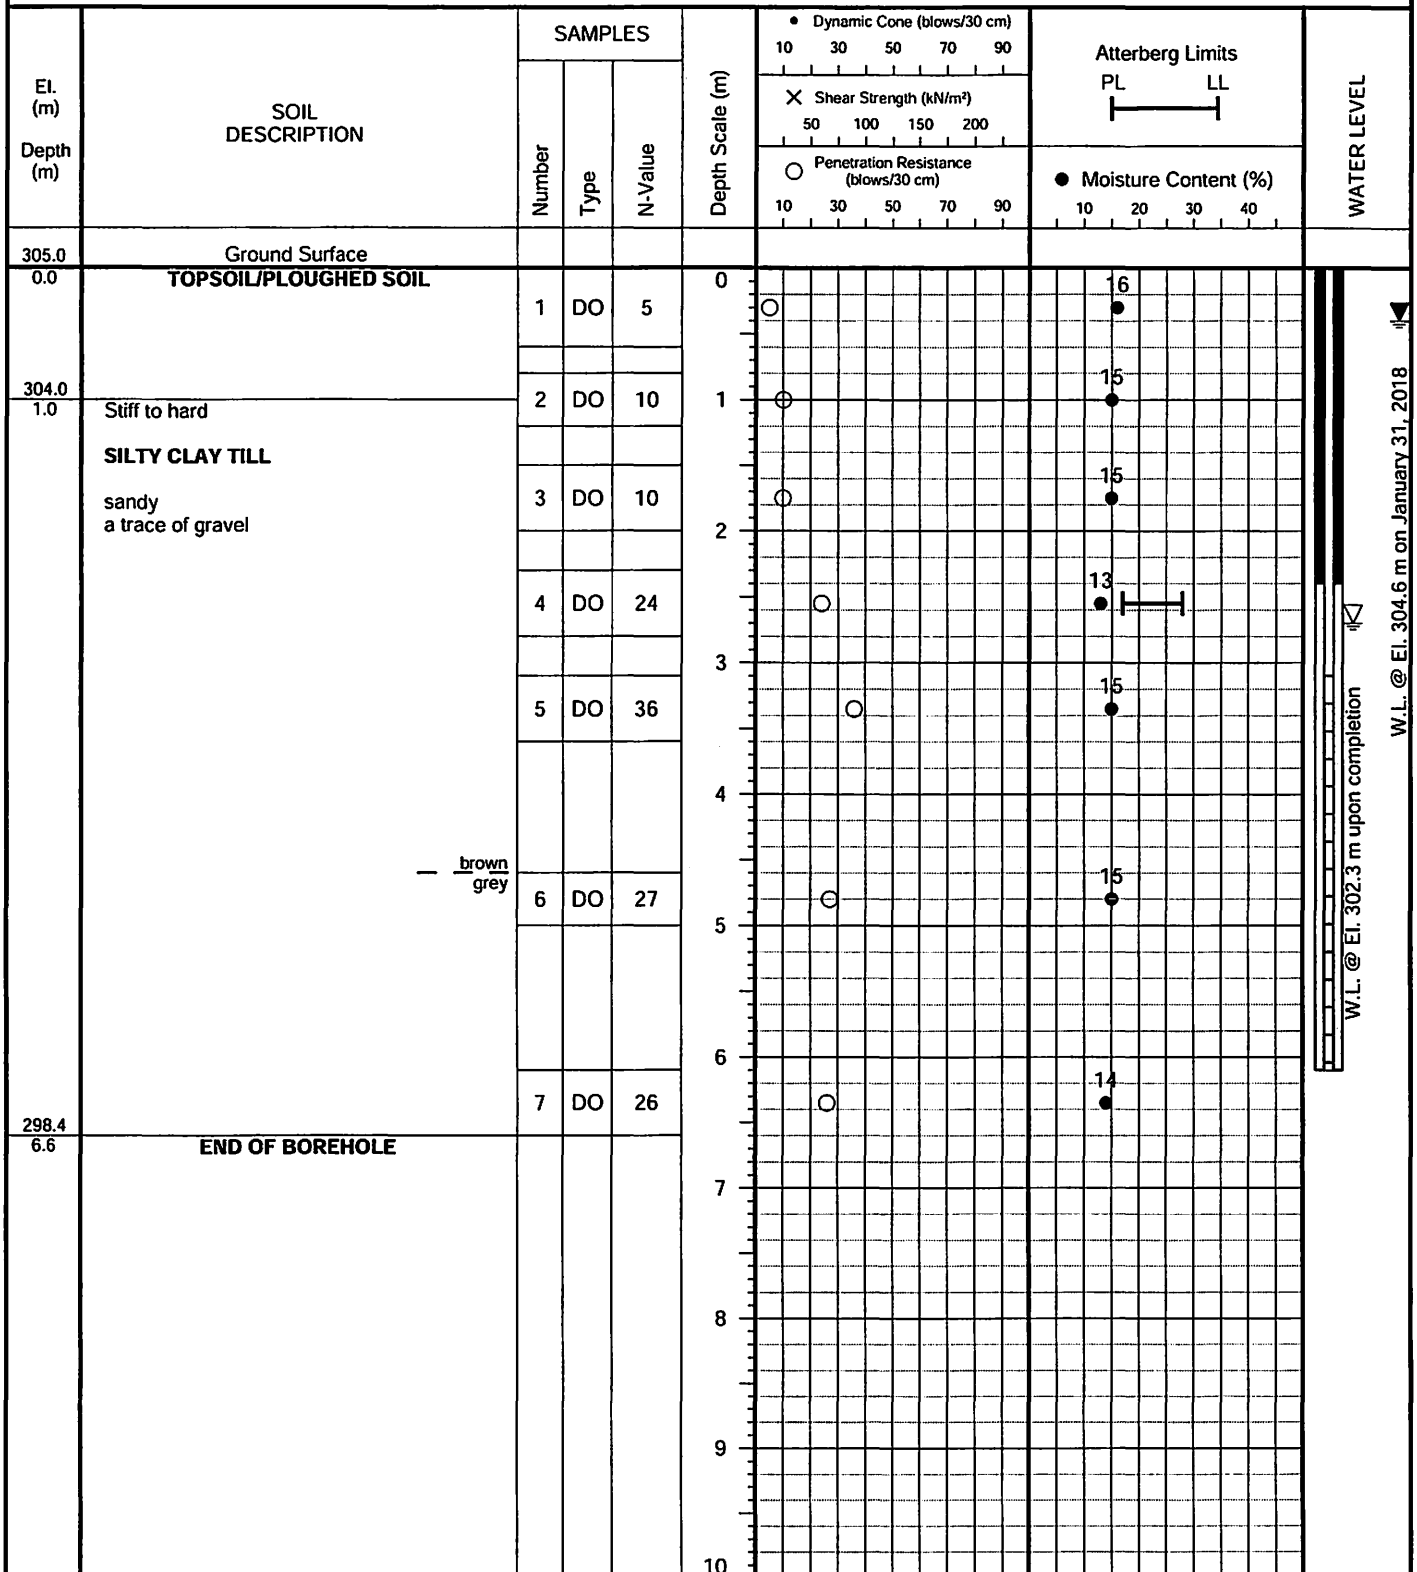 El.
(m)
Depth
(m)
SOIL
DESCRIPTION
SAMPLES
Number
Type
N-Value
Depth Scale (m)
Dynamic Cone (blows/30 cm)
10 30 50 70 90
Shear Strength (kN/m²)
50 100 150 200
Penetration Resistance
(blows/30 cm)
10 30 50 70 90
Atterberg Limits
PL LL
Moisture Content (%)
10 20 30 40
WATER LEVEL
305.0 Ground Surface
0.0 TOPSOIL/PLOUGHED SOIL 0
1 DO 5 16
304.0
1.0 Stiff to hard
2 DO 10 1 15
SILTY CLAY TILL
sandy
a trace of gravel
3 DO 10 15
2
4 DO 24 13
3
5 DO 36 15
4
brown
grey
6 DO 27 15
5
6
7 DO 26 14
298.4
6.6 END OF BOREHOLE
7
8
9
10
W.L. @ El. 302.3 m upon completion
W.L. @ El. 304.6 m on January 31, 2018